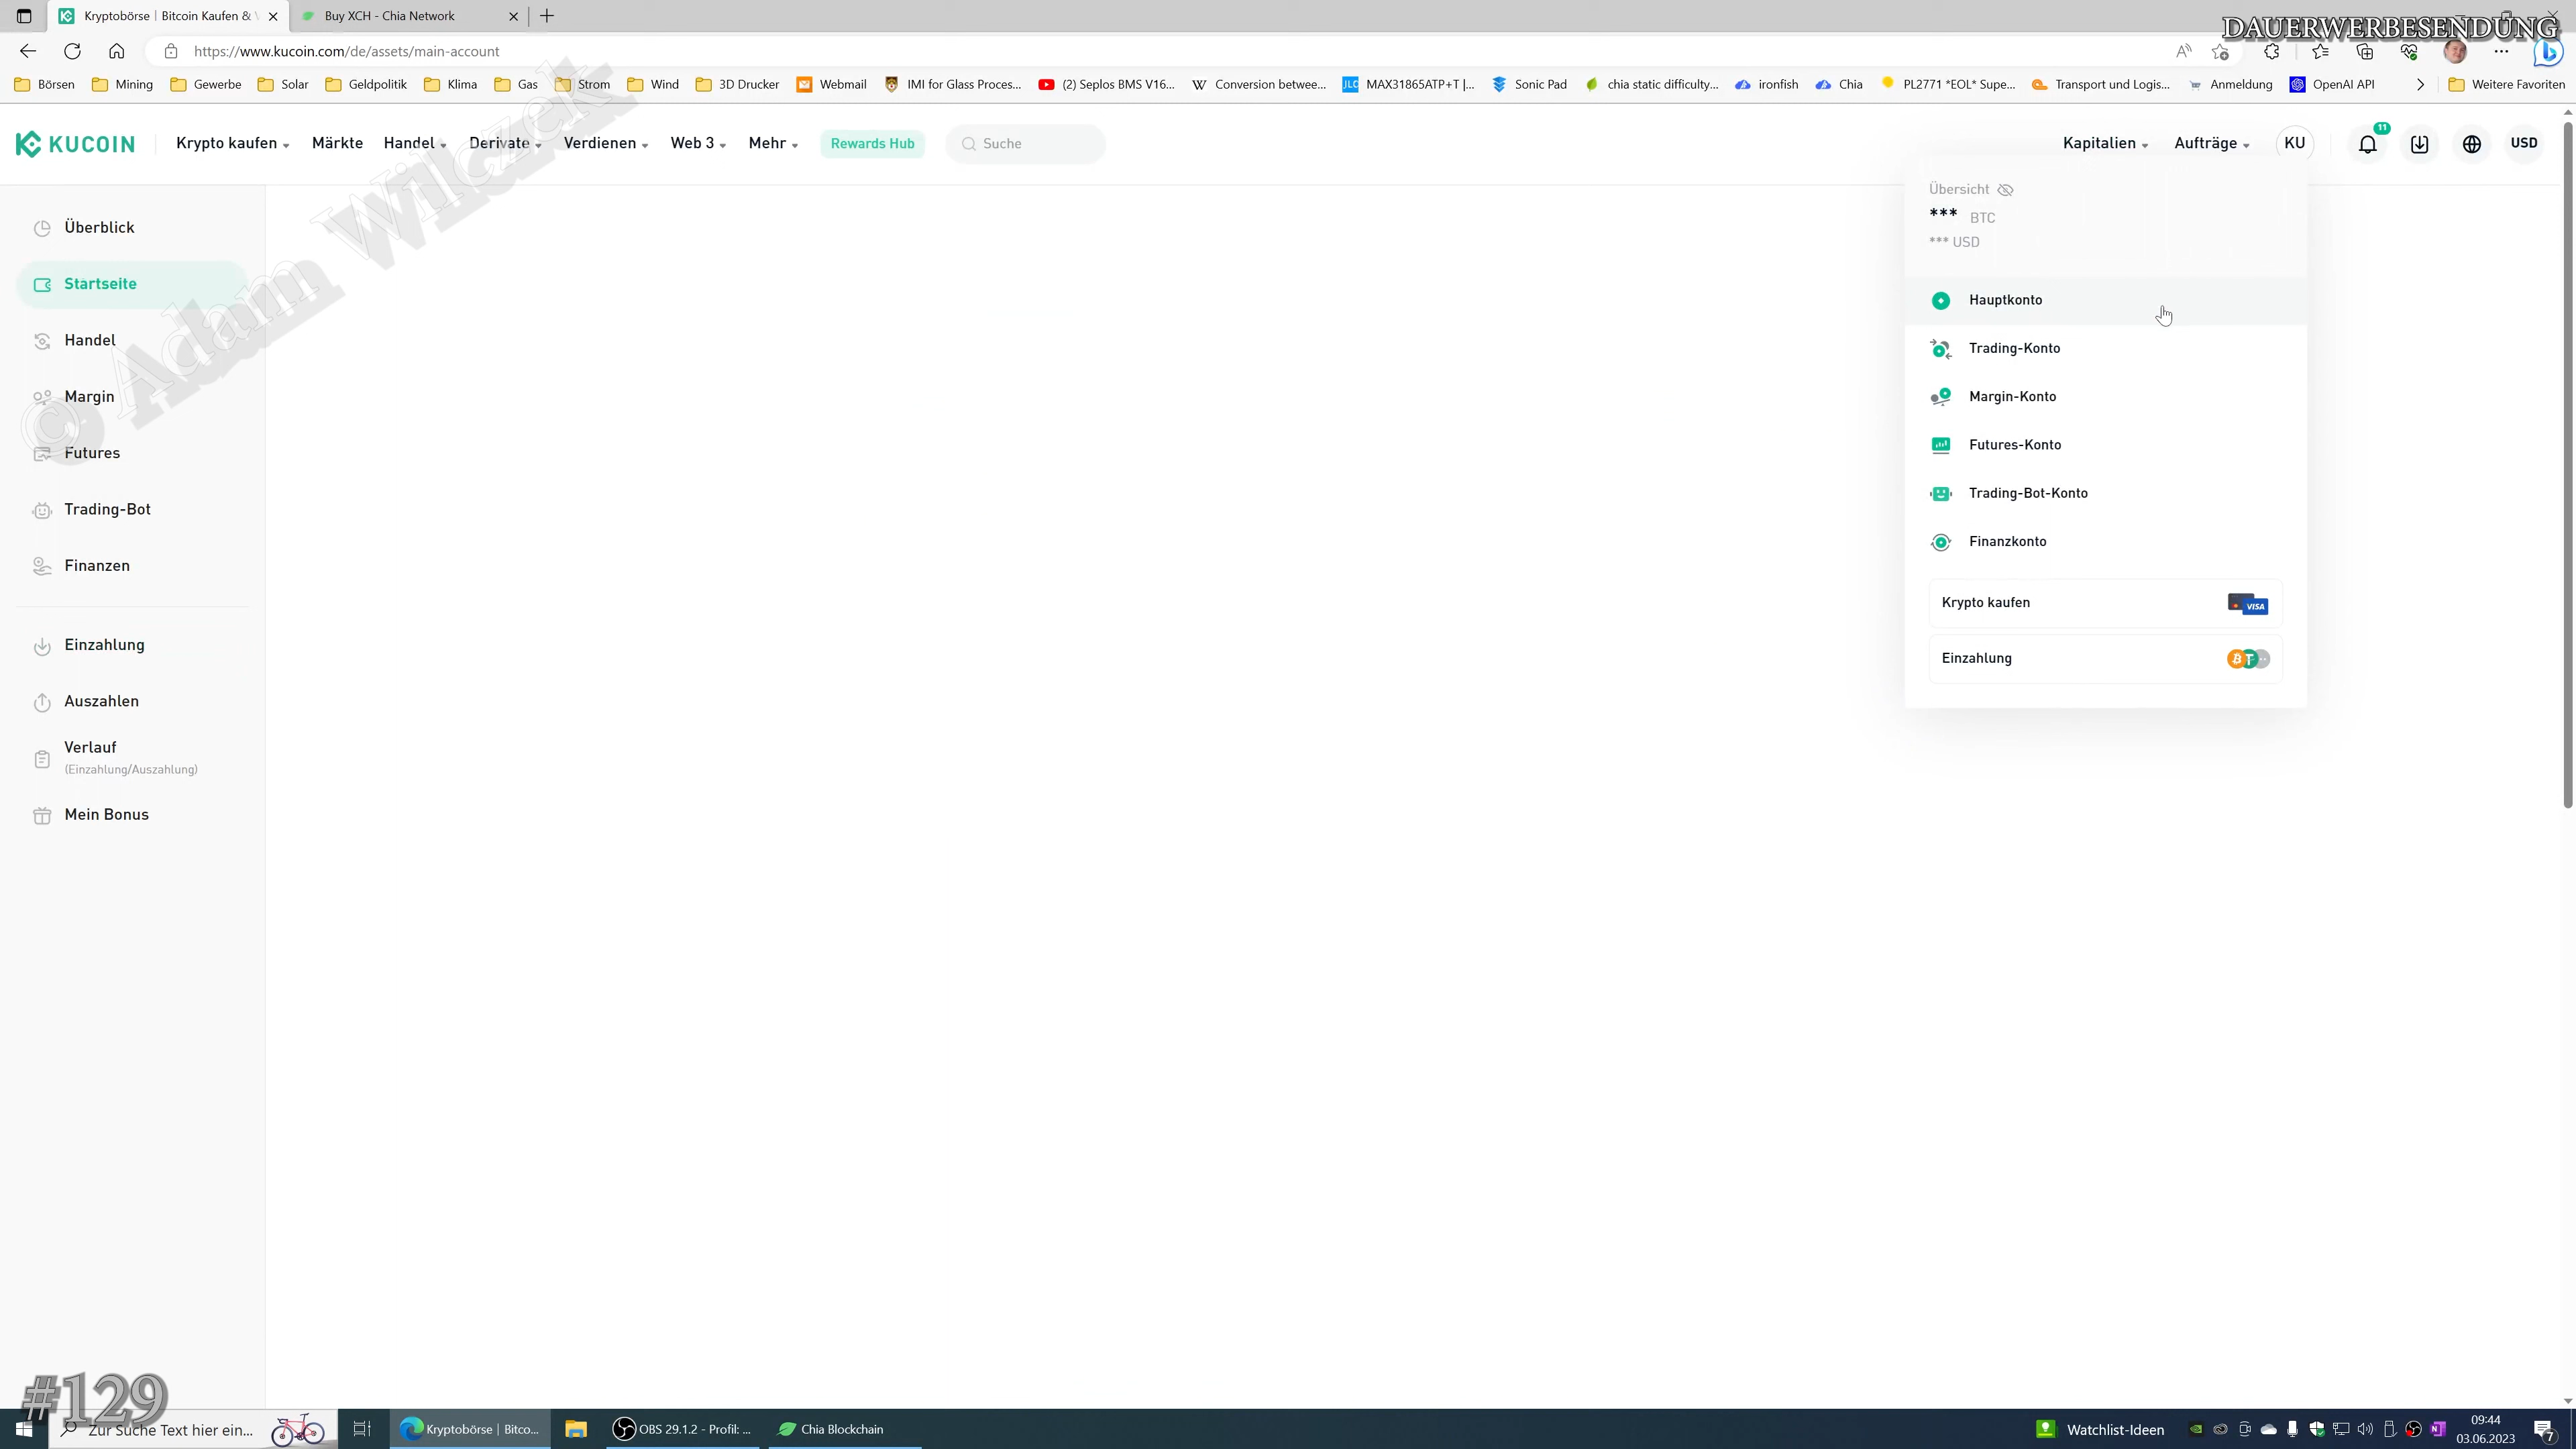 Kryptobörse | Bitcoin Kaufen & V
Buy XCH - Chia Network
DAUERWERBESENDUNG
https://www.kucoin.com/de/assets/main-account
Börsen
Mining
Gewerbe
Solar
Geldpolitik
Klima
Gas
Strom
Wind
3D Drucker
Webmail
IMI for Glass Proces...
(2) Seplos BMS V16...
Conversion betwee...
MAX31865ATP+T |...
Sonic Pad
chia static difficulty...
ironfish
Chia
PL2771 *EOL* Supe...
Transport und Logis...
Anmeldung
OpenAI API
Weitere Favoriten
KUCOIN
Krypto kaufen
Märkte
Handel
Derivate
Verdienen
Web 3
Mehr
Rewards Hub
Suche
Kapitalien
Aufträge
KU
11
USD
Überblick
Startseite
Handel
Margin
Futures
Trading-Bot
Finanzen
Einzahlung
Auszahlen
Verlauf
(Einzahlung/Auszahlung)
Mein Bonus
© Adam Wilczek
Übersicht
*** BTC
*** USD
Hauptkonto
Trading-Konto
Margin-Konto
Futures-Konto
Trading-Bot-Konto
Finanzkonto
Krypto kaufen
VISA
Einzahlung
#129
Zur Suche Text hier ein...
Kryptobörse | Bitco...
OBS 29.1.2 - Profil: ...
Chia Blockchain
Watchlist-Ideen
09:44
03.06.2023
7